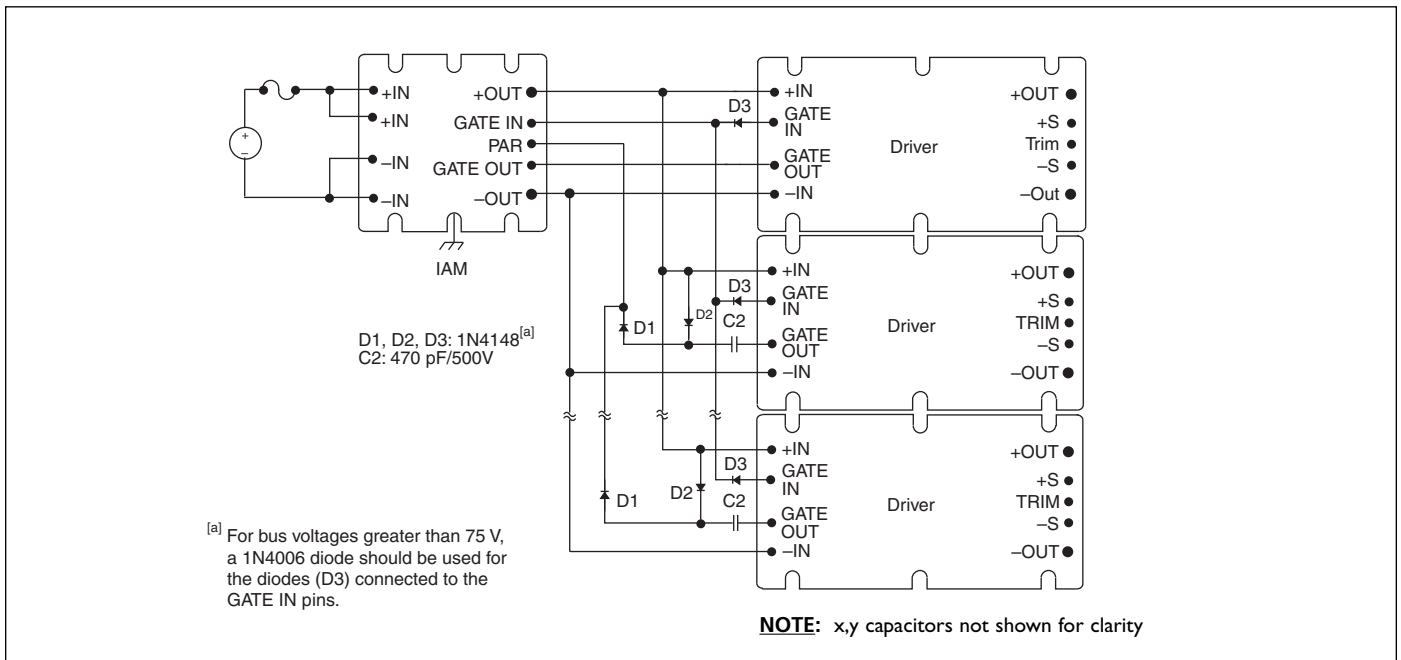 +IN
+IN
–IN
–IN
+OUT
GATE IN
PAR
GATE OUT
–OUT
IAM
+
–
D3
+IN
GATE
IN
GATE
OUT
–IN
Driver
+OUT
+S
Trim
–S
–Out
D1
D2
D3
C2
+IN
GATE
IN
GATE
OUT
–IN
Driver
+OUT
+S
TRIM
–S
–OUT
D1, D2, D3: 1N4148[a]
C2: 470 pF/500V
D1
D2
D3
C2
+IN
GATE
IN
GATE
OUT
–IN
Driver
+OUT
+S
TRIM
–S
–OUT
[a] For bus voltages greater than 75 V,
a 1N4006 diode should be used for
the diodes (D3) connected to the
GATE IN pins.
NOTE: x,y capacitors not shown for clarity